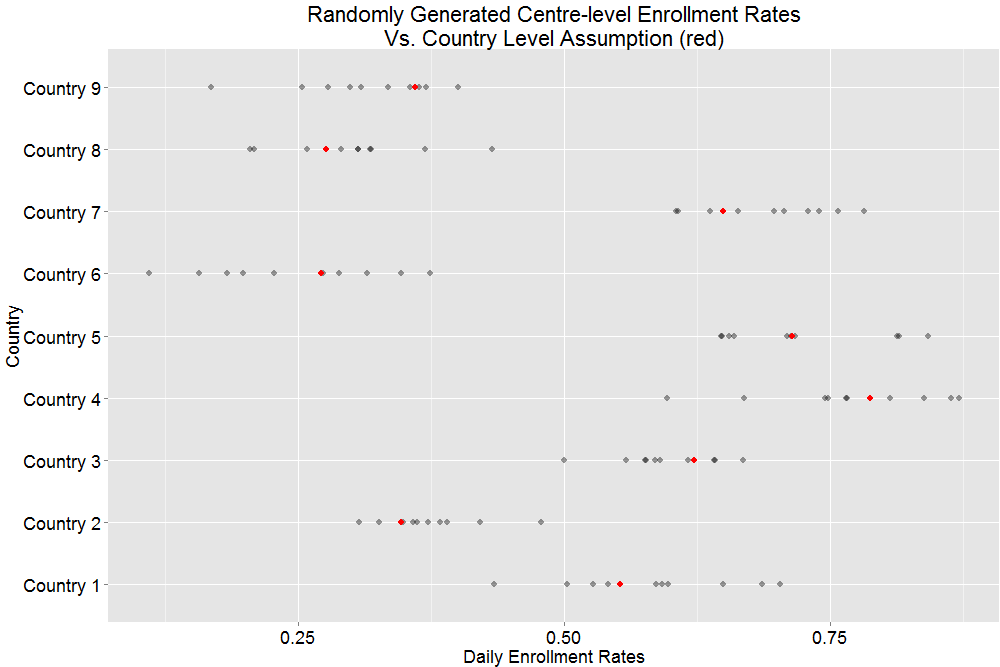 Randomly Generated Centre-level Enrollment Rates
Vs. Country Level Assumption (red)
Country 9
Country 8
Country 7
Country 6
Country 5
Country 4
Country 3
Country 2
Country 1
Country
0.25
0.50
0.75
Daily Enrollment Rates